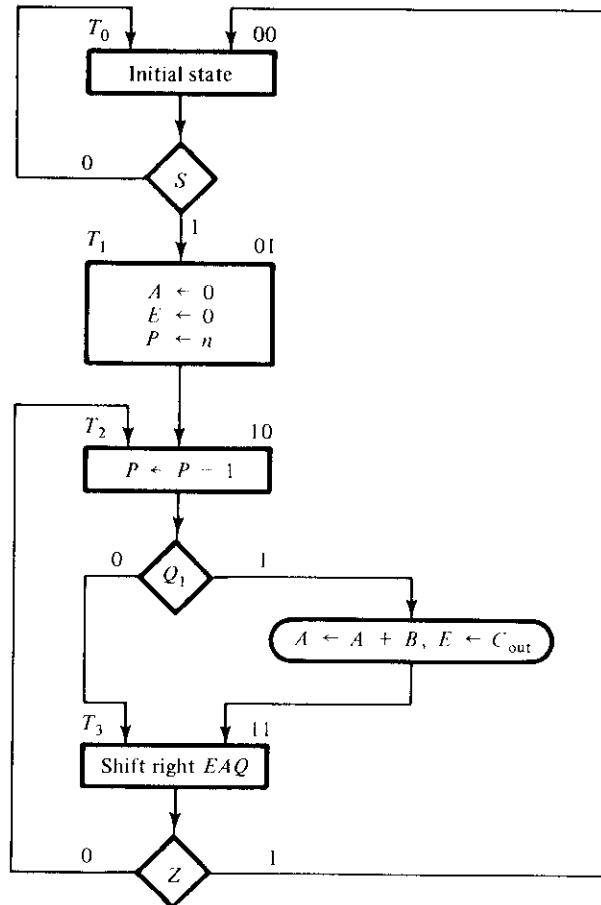 T₀ 00
Initial state
0 S
1
T₁ 01
A ← 0
E ← 0
P ← n
T₂ 10
P ← P − 1
0 Q₁ 1
A ← A + B, E ← C_out
T₃ 11
Shift right EAQ
0 Z 1